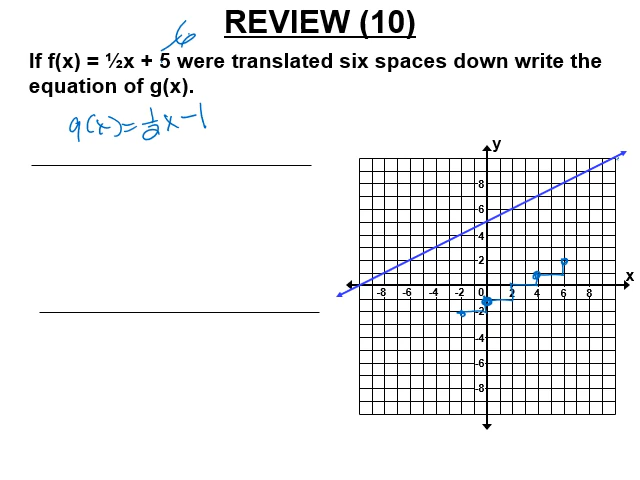 REVIEW (10)
-6
If f(x) = ½x + 5 were translated six spaces down write the
equation of g(x).
g(x)=½x-1
y
8
6
4
2
x
-8 -6 -4 -2 0 2 4 6 8
-2
-4
-6
-8